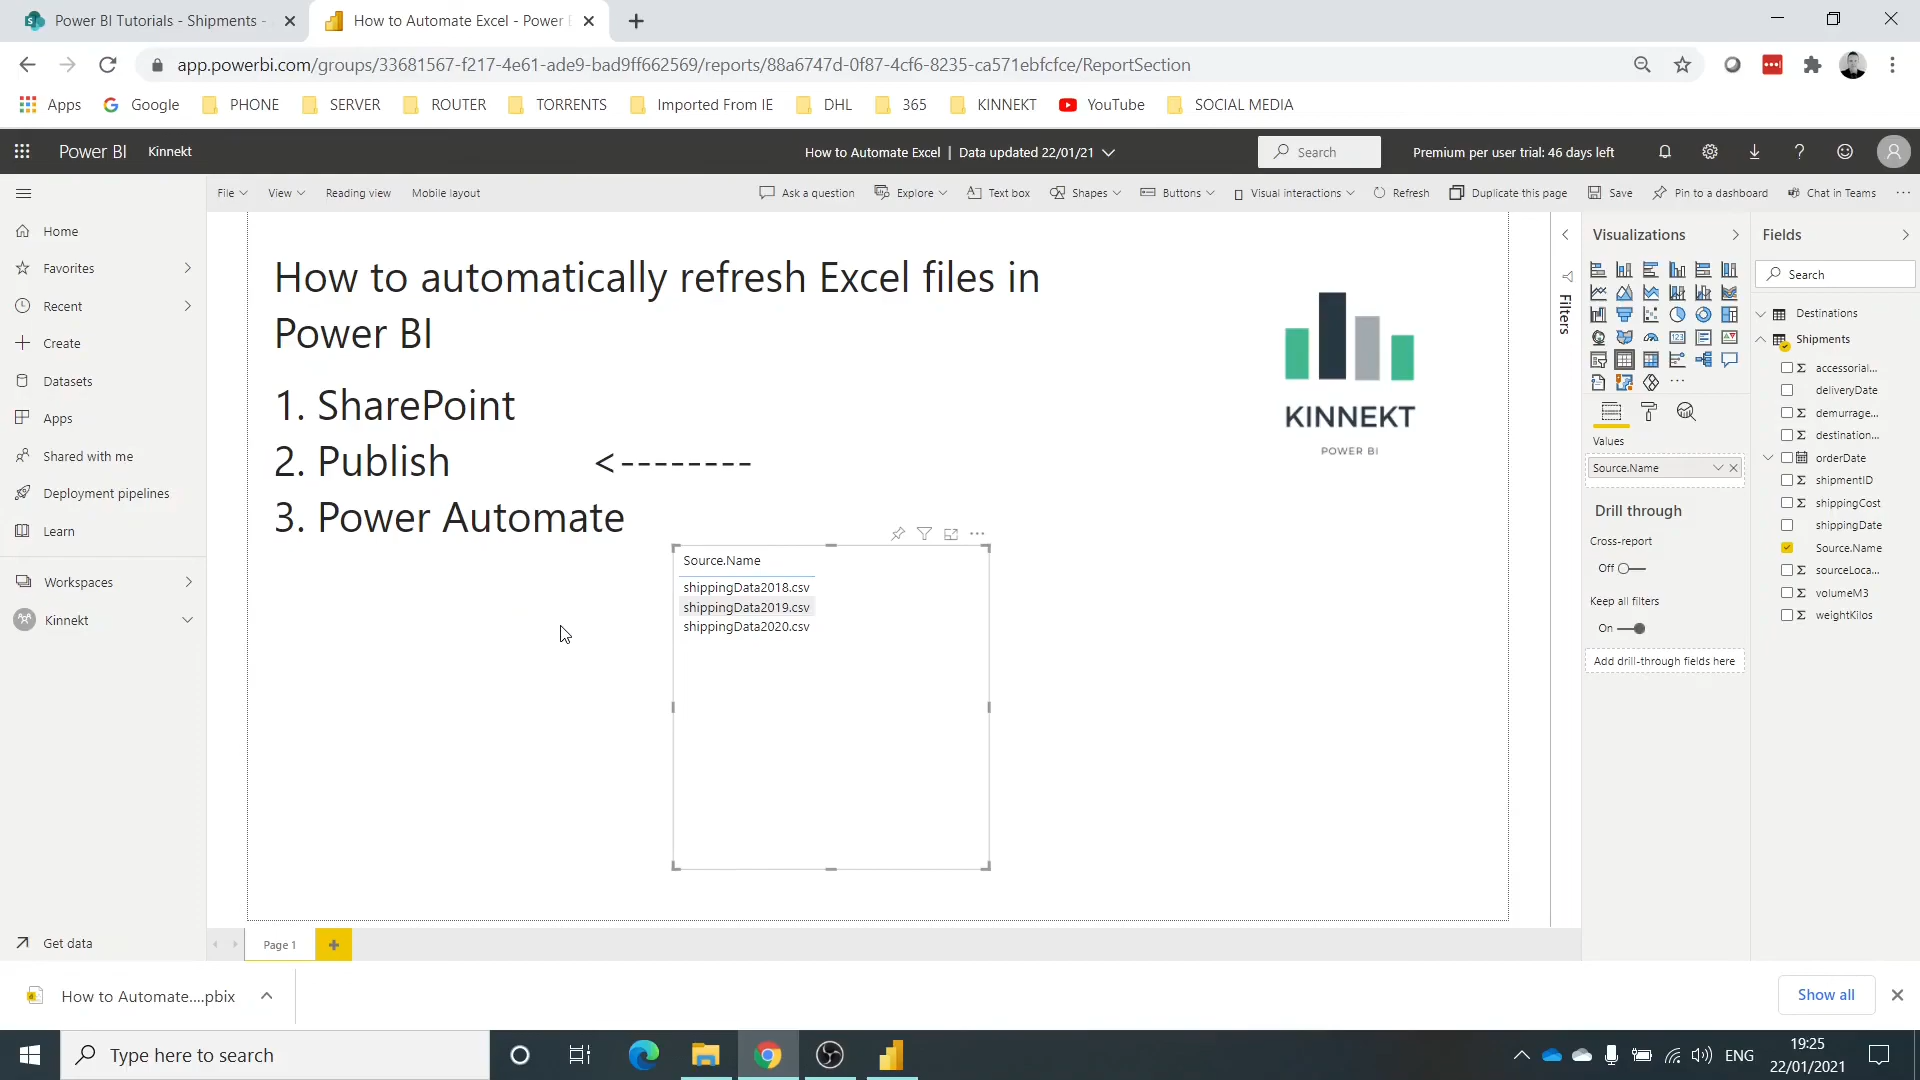 Power BI Tutorials - Shipments -
How to Automate Excel - Power
app.powerbi.com/groups/33681567-f217-4e61-ade9-bad9ff662569/reports/88a6747d-0f87-4cf6-8235-ca571ebfcfce/ReportSection
Apps Google PHONE SERVER ROUTER TORRENTS Imported From IE DHL 365 KINNEKT YouTube SOCIAL MEDIA
Power BI Kinnekt How to Automate Excel | Data updated 22/01/21 Search Premium per user trial: 46 days left
File View Reading view Mobile layout Ask a question Explore Text box Shapes Buttons Visual interactions Refresh Duplicate this page Save Pin to a dashboard Chat in Teams ...
Home
Favorites
Recent
Create
Datasets
Apps
Shared with me
Deployment pipelines
Learn
Workspaces
Kinnekt
Get data
How to automatically refresh Excel files in
Power BI
1. SharePoint
2. Publish <--------
3. Power Automate
KINNEKT
POWER BI
Source.Name
shippingData2018.csv
shippingData2019.csv
shippingData2020.csv
Page 1
Filters
Visualizations
Values
Source.Name
Drill through
Cross-report
Off
Keep all filters
On
Add drill-through fields here
Fields
Search
Destinations
Shipments
accessorial...
deliveryDate
demurrage...
destination...
orderDate
shipmentID
shippingCost
shippingDate
Source.Name
sourceLoca...
volumeM3
weightKilos
How to Automate....pbix
Show all
Type here to search
ENG
19:25
22/01/2021